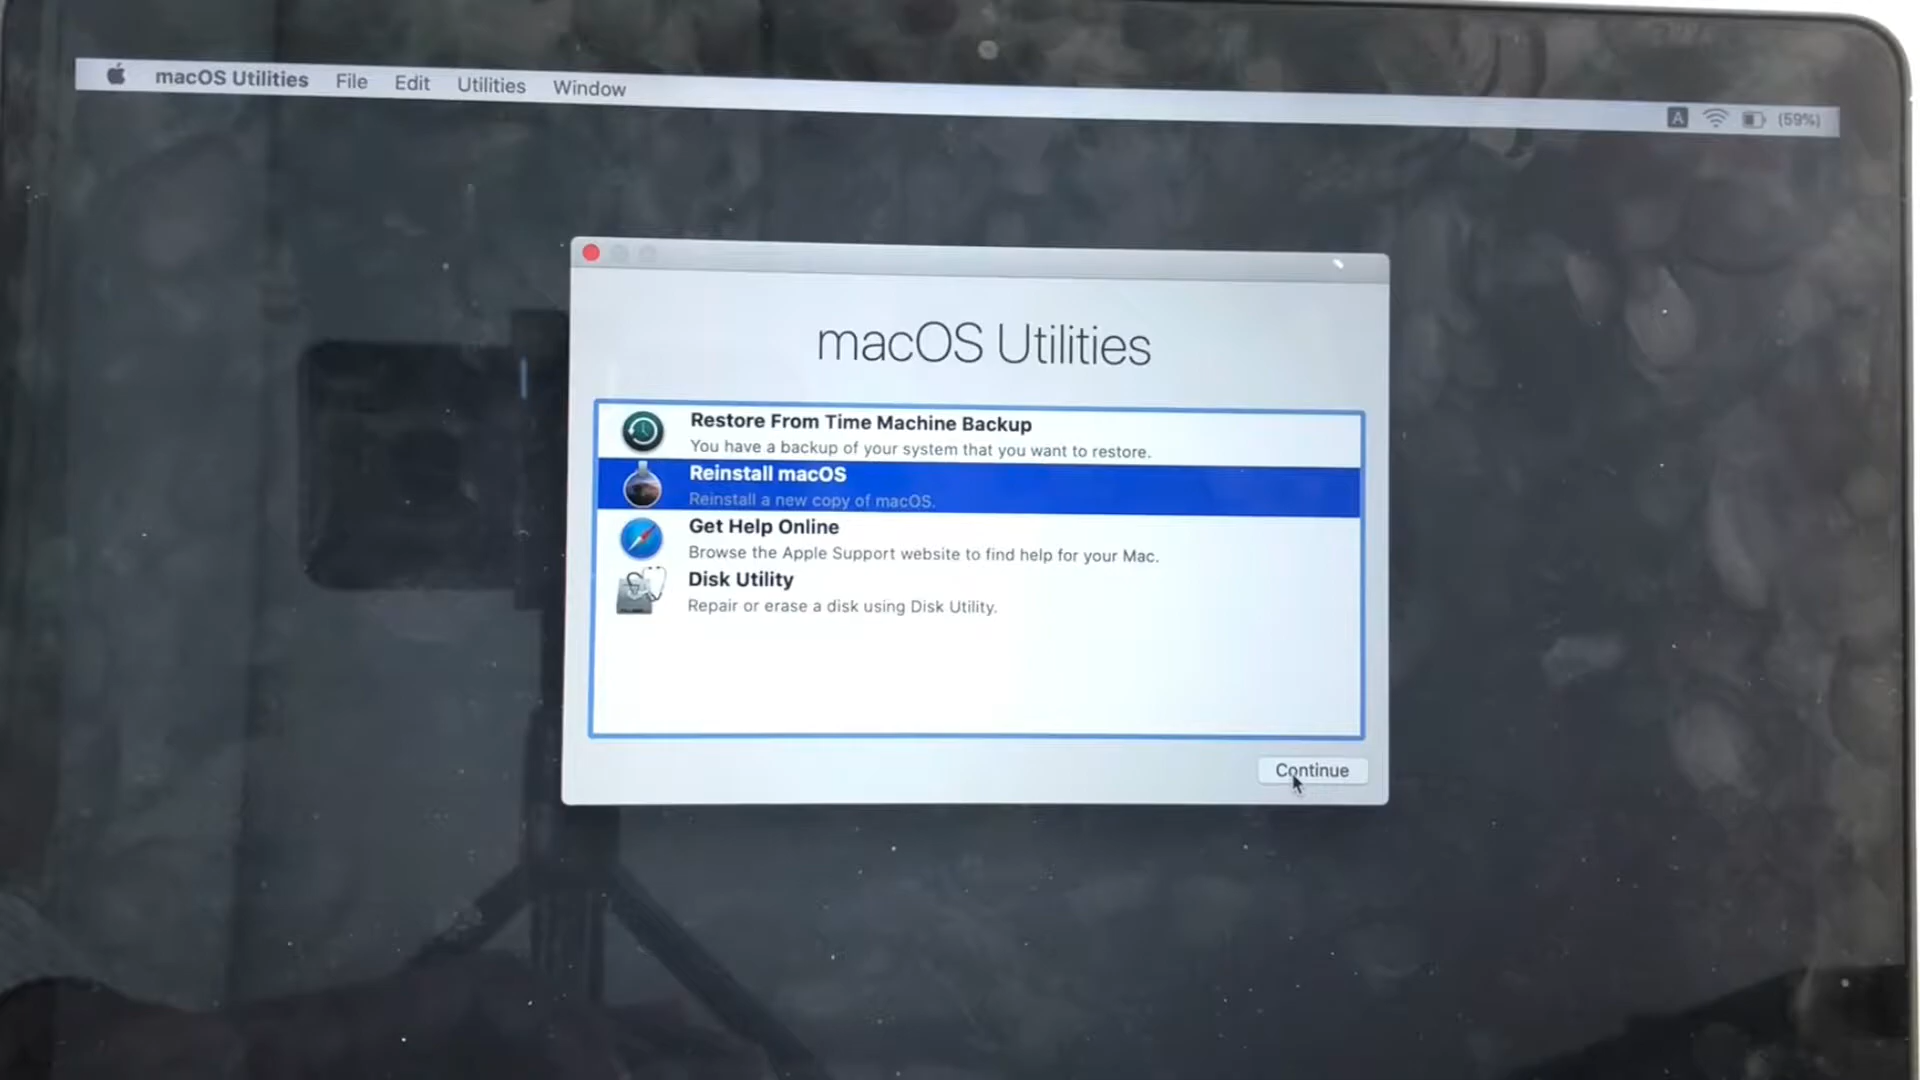 macOS Utilities File Edit Utilities Window A (59%)
macOS Utilities
Restore From Time Machine Backup
You have a backup of your system that you want to restore.
Reinstall macOS
Reinstall a new copy of macOS.
Get Help Online
Browse the Apple Support website to find help for your Mac.
Disk Utility
Repair or erase a disk using Disk Utility.
Continue